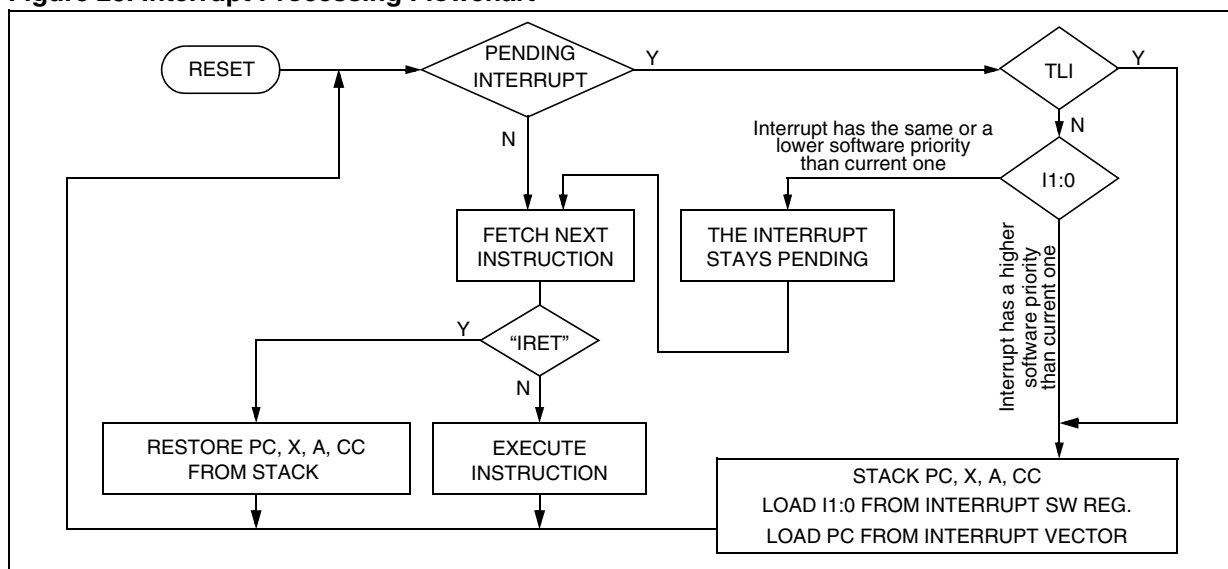 Interrupt Processing Flowchart
RESET
PENDING
INTERRUPT
Y
TLI
Y
N
N
Interrupt has the same or a
lower software priority
than current one
I1:0
FETCH NEXT
INSTRUCTION
THE INTERRUPT
STAYS PENDING
Interrupt has a higher
software priority
than current one
Y
“IRET”
N
RESTORE PC, X, A, CC
FROM STACK
EXECUTE
INSTRUCTION
STACK PC, X, A, CC
LOAD I1:0 FROM INTERRUPT SW REG.
LOAD PC FROM INTERRUPT VECTOR